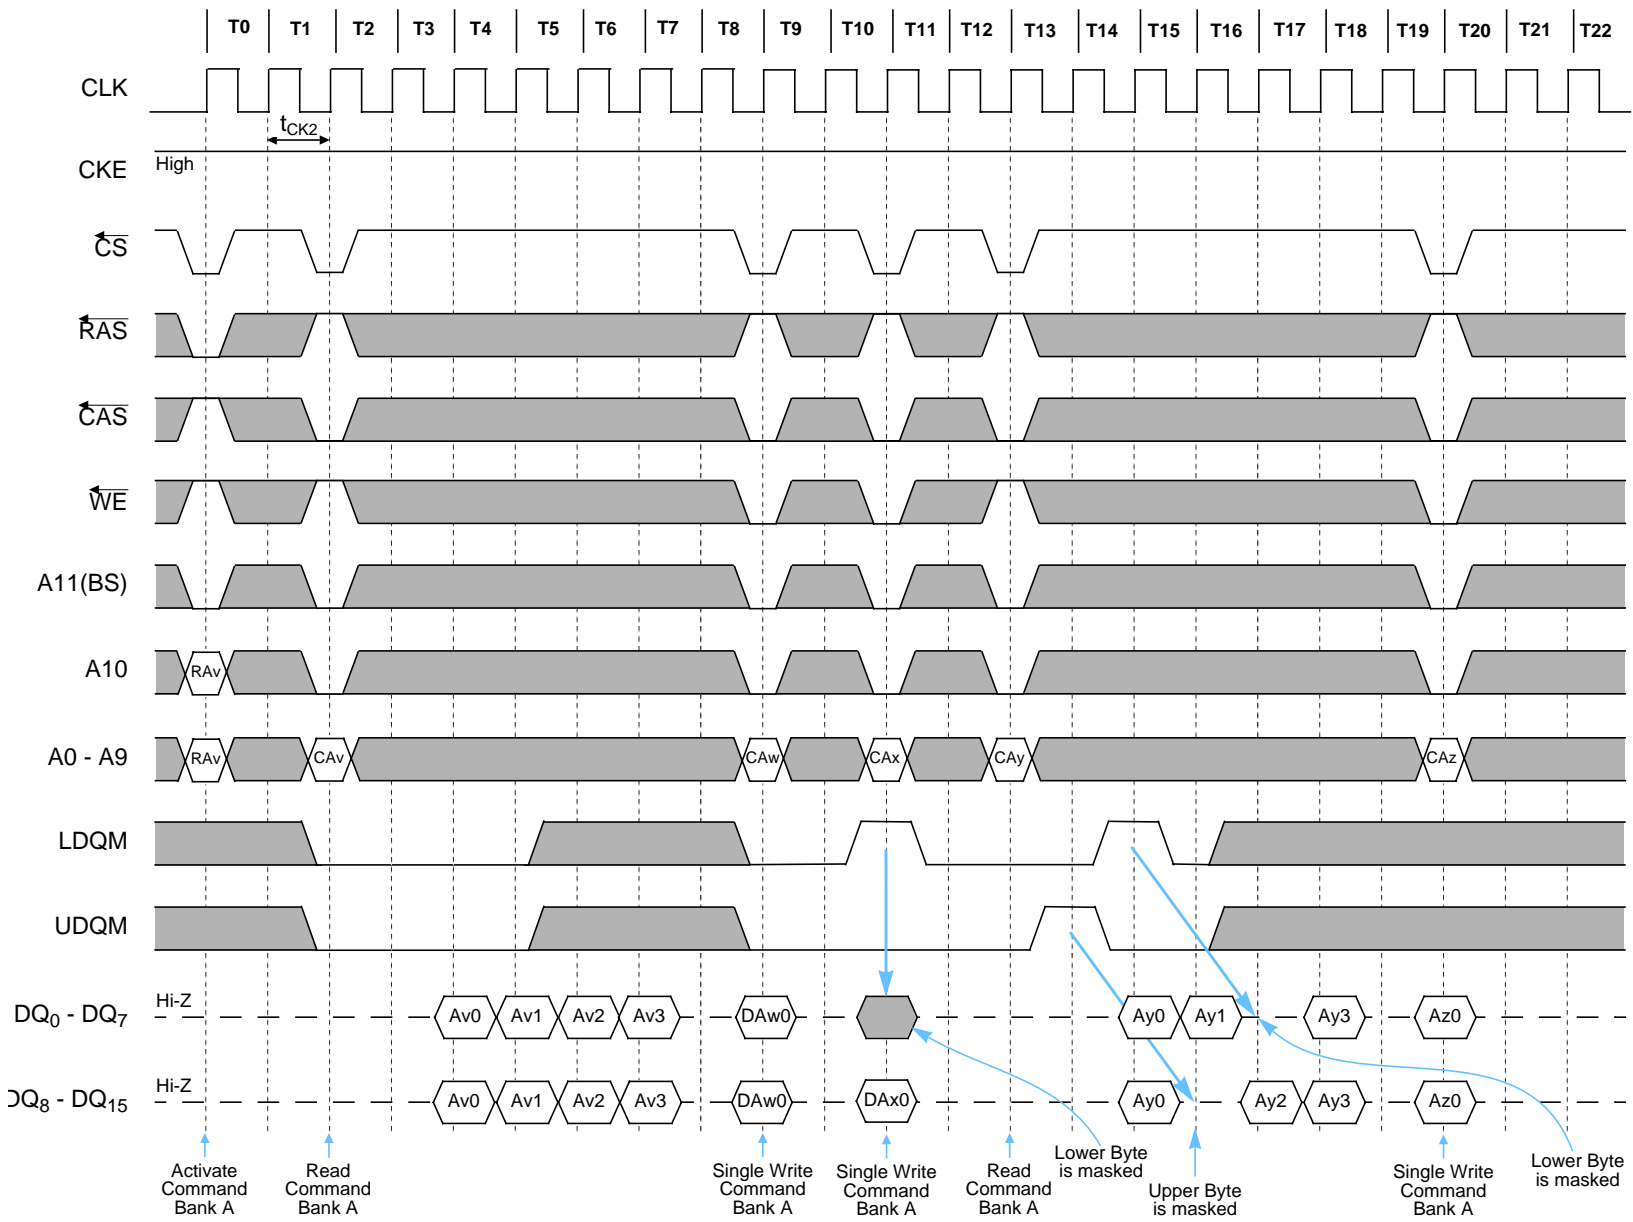 T0 T1 T2 T3 T4 T5 T6 T7 T8 T9 T10 T11 T12 T13 T14 T15 T16 T17 T18 T19 T20 T21 T22
CLK
tCK2
CKE High
CS
RAS
CAS
WE
A11(BS)
A10 RAv
A0 - A9 RAv CAv CAw CAx CAy CAz
LDQM
UDQM
DQ0 - DQ7 Hi-Z Av0 Av1 Av2 Av3 DAw0 Ay0 Ay1 Ay3 Az0
DQ8 - DQ15 Hi-Z Av0 Av1 Av2 Av3 DAw0 DAx0 Ay0 Ay2 Ay3 Az0
Activate
Command
Bank A
Read
Command
Bank A
Single Write
Command
Bank A
Single Write
Command
Bank A
Read
Command
Bank A
Lower Byte
is masked
Upper Byte
is masked
Single Write
Command
Bank A
Lower Byte
is masked